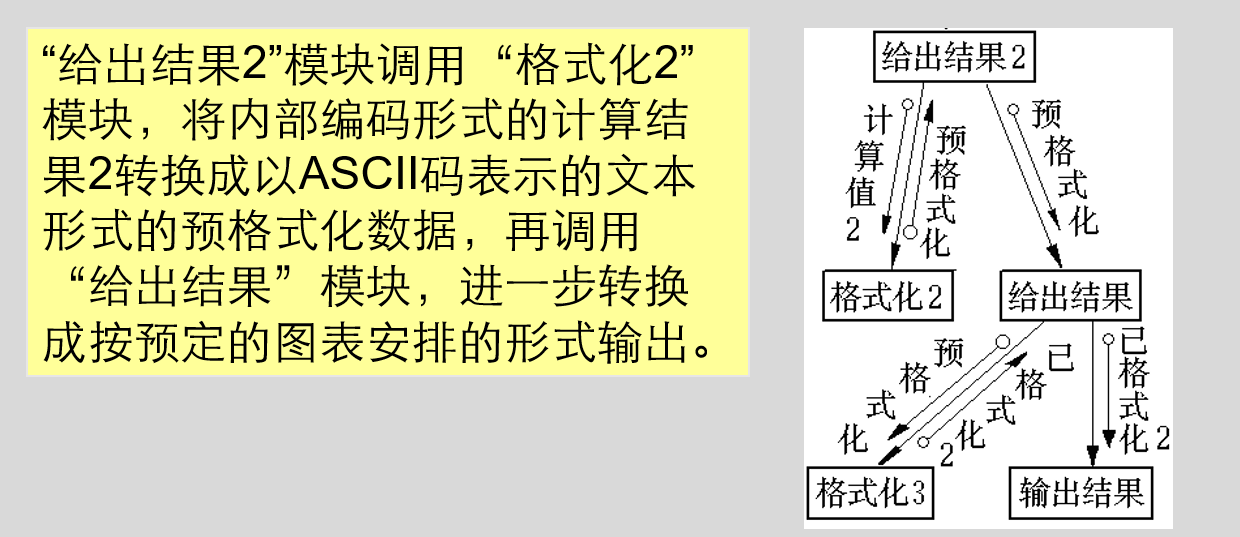 “给出结果2”模块调用 “格式化2”
模块，将内部编码形式的计算结
果2转换成以ASCII码表示的文本
形式的预格式化数据，再调用
“给出结果” 模块，进一步转换
成按预定的图表安排的形式输出。
给出结果2
计算值2
预格式化
预格式化
格式化2
给出结果
预格式化
已格式化2
已格式化2
格式化3
输出结果